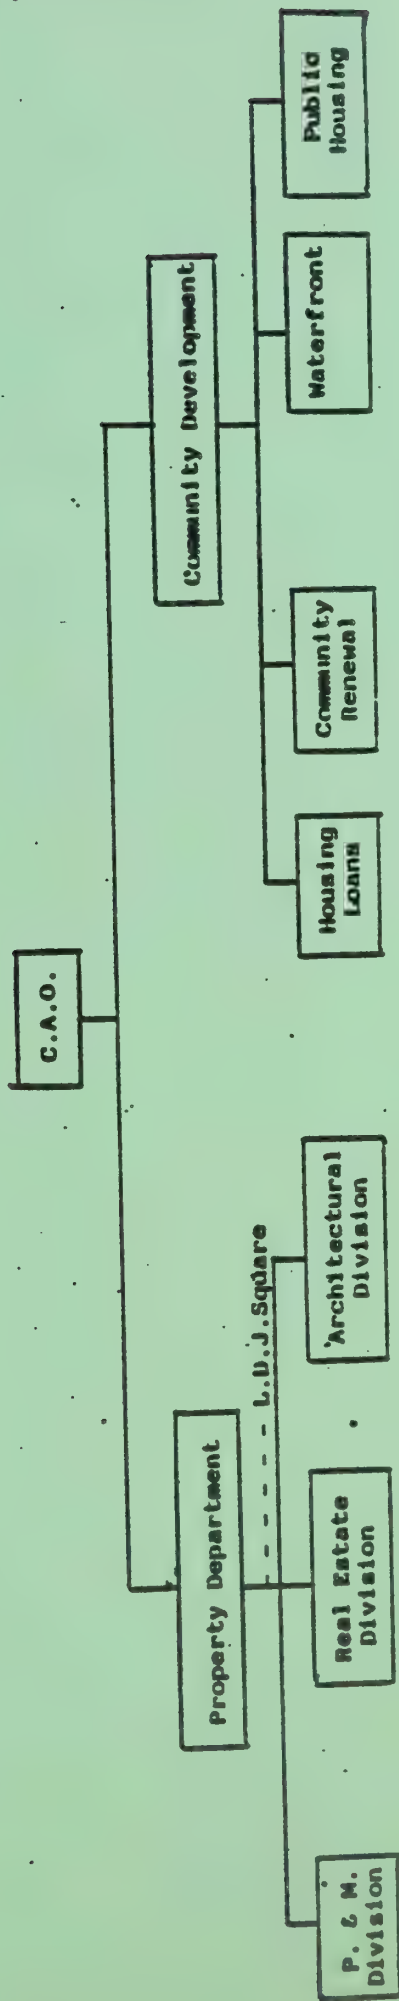 C.A.O.
Property Department
Community Development
L.D.J.Square
P. & M.
Division
Real Estate
Division
Architectural
Division
Housing
Loans
Community
Renewal
Waterfront
Public
Housing